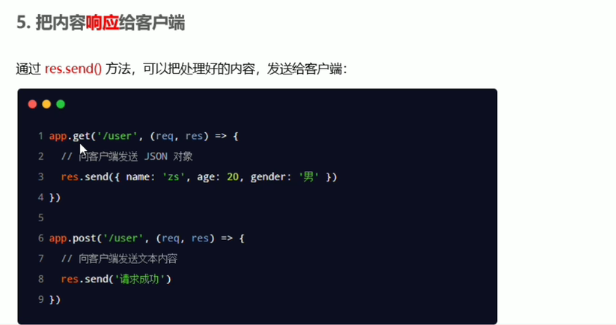 5. 把内容响应给客户端
通过 res.send() 方法，可以把处理好的内容，发送给客户端：
1 app.get('/user', (req, res) => {
2 // 向客户端发送 JSON 对象
3 res.send({ name: 'zs', age: 20, gender: '男' })
4 })
5
6 app.post('/user', (req, res) => {
7 // 向客户端发送文本内容
8 res.send('请求成功')
9 })